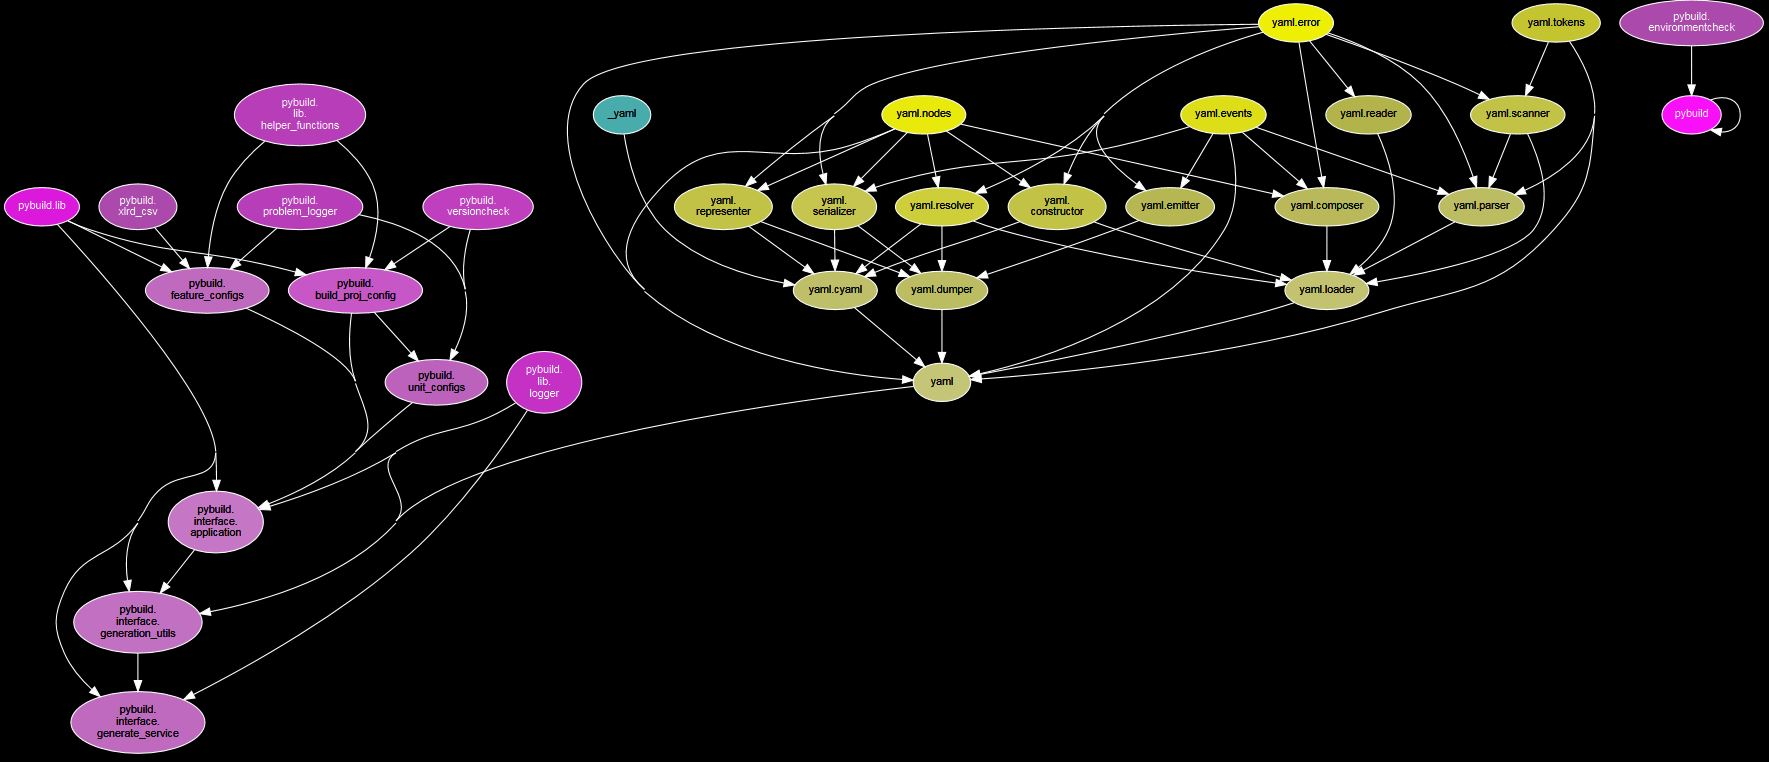 yaml.error
yaml.tokens
pybuild.
environmentcheck
pybuild.
lib.
helper_functions
_yaml
yaml.nodes
yaml.events
yaml.reader
yaml.scanner
pybuild
pybuild.lib
pybuild.
xlrd_csv
pybuild.
problem_logger
pybuild.
versioncheck
yaml.
representer
yaml.
serializer
yaml.resolver
yaml.
constructor
yaml.emitter
yaml.composer
yaml.parser
pybuild.
feature_configs
pybuild.
build_proj_config
yaml.cyaml
yaml.dumper
yaml.loader
pybuild.
unit_configs
pybuild.
lib.
logger
yaml
pybuild.
interface.
application
pybuild.
interface.
generation_utils
pybuild.
interface.
generate_service